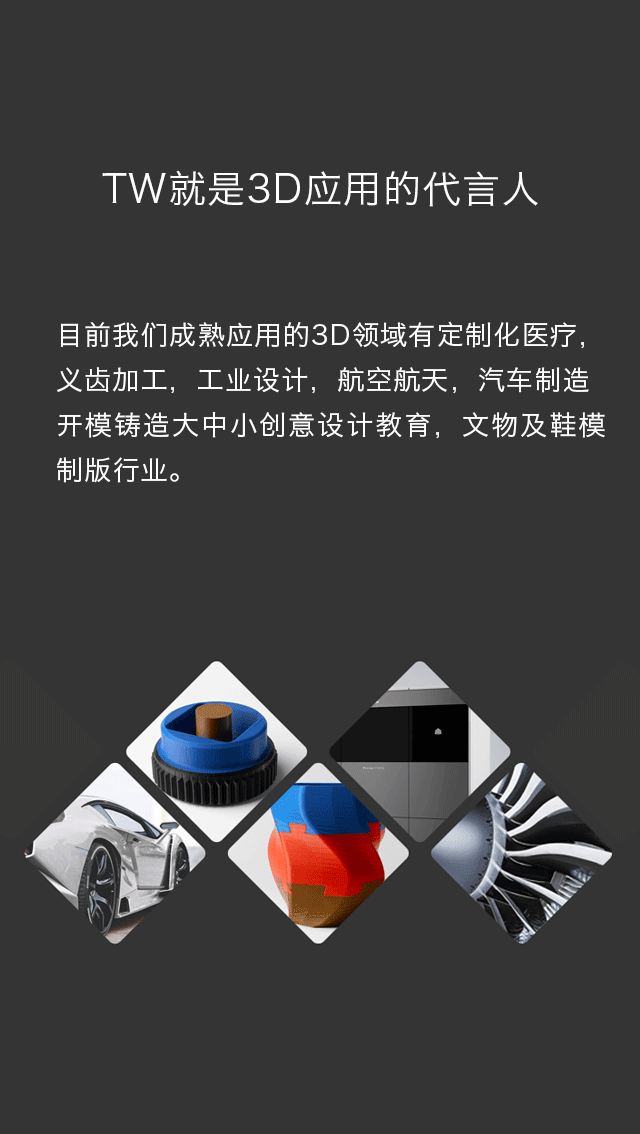 TW就是3D应用的代言人
目前我们成熟应用的3D领域有定制化医疗，
义齿加工，工业设计，航空航天，汽车制造
开模铸造大中小创意设计教育，文物及鞋模
制版行业。